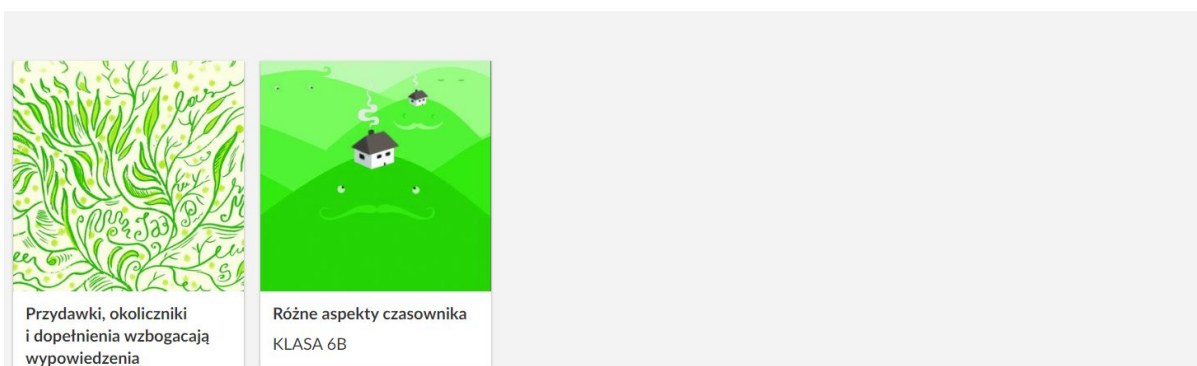 Przydawki, okoliczniki
i dopełnienia wzbogacają
wypowiedzenia
Różne aspekty czasownika
KLASA 6B